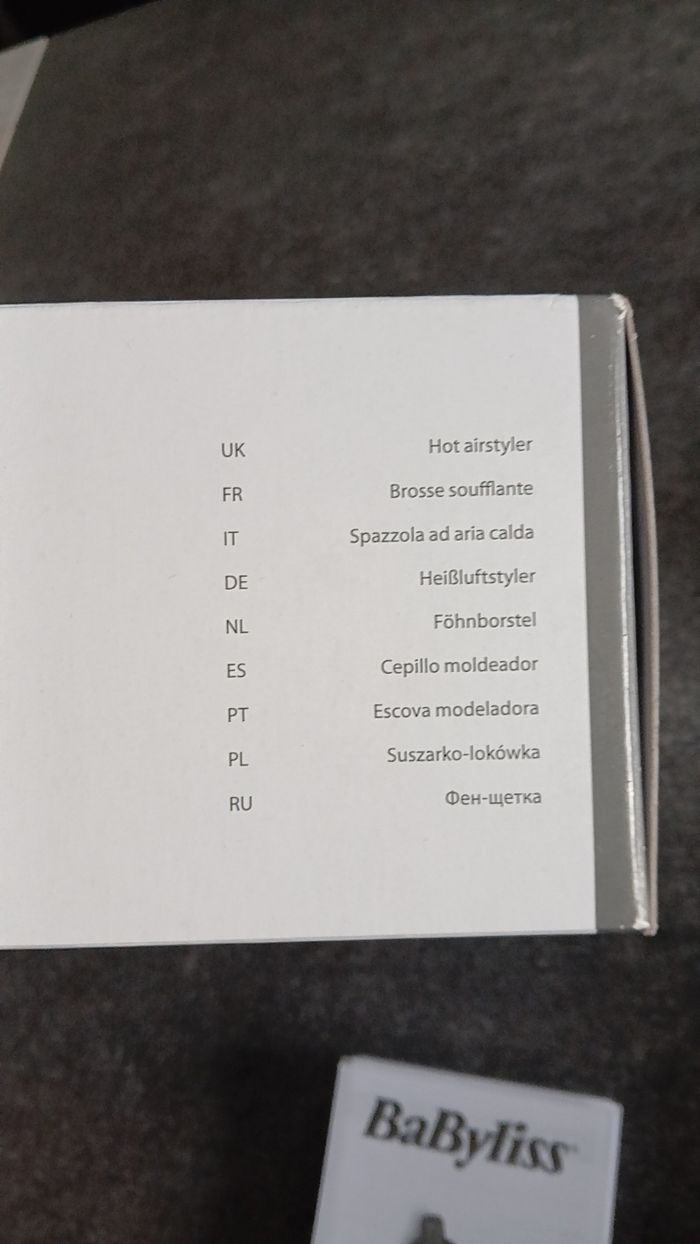 UK Hot airstyler
FR Brosse soufflante
IT Spazzola ad aria calda
DE Heißluftstyler
NL Föhnborstel
ES Cepillo moldeador
PT Escova modeladora
PL Suszarko-lokówka
RU Фен-щетка
BaByliss